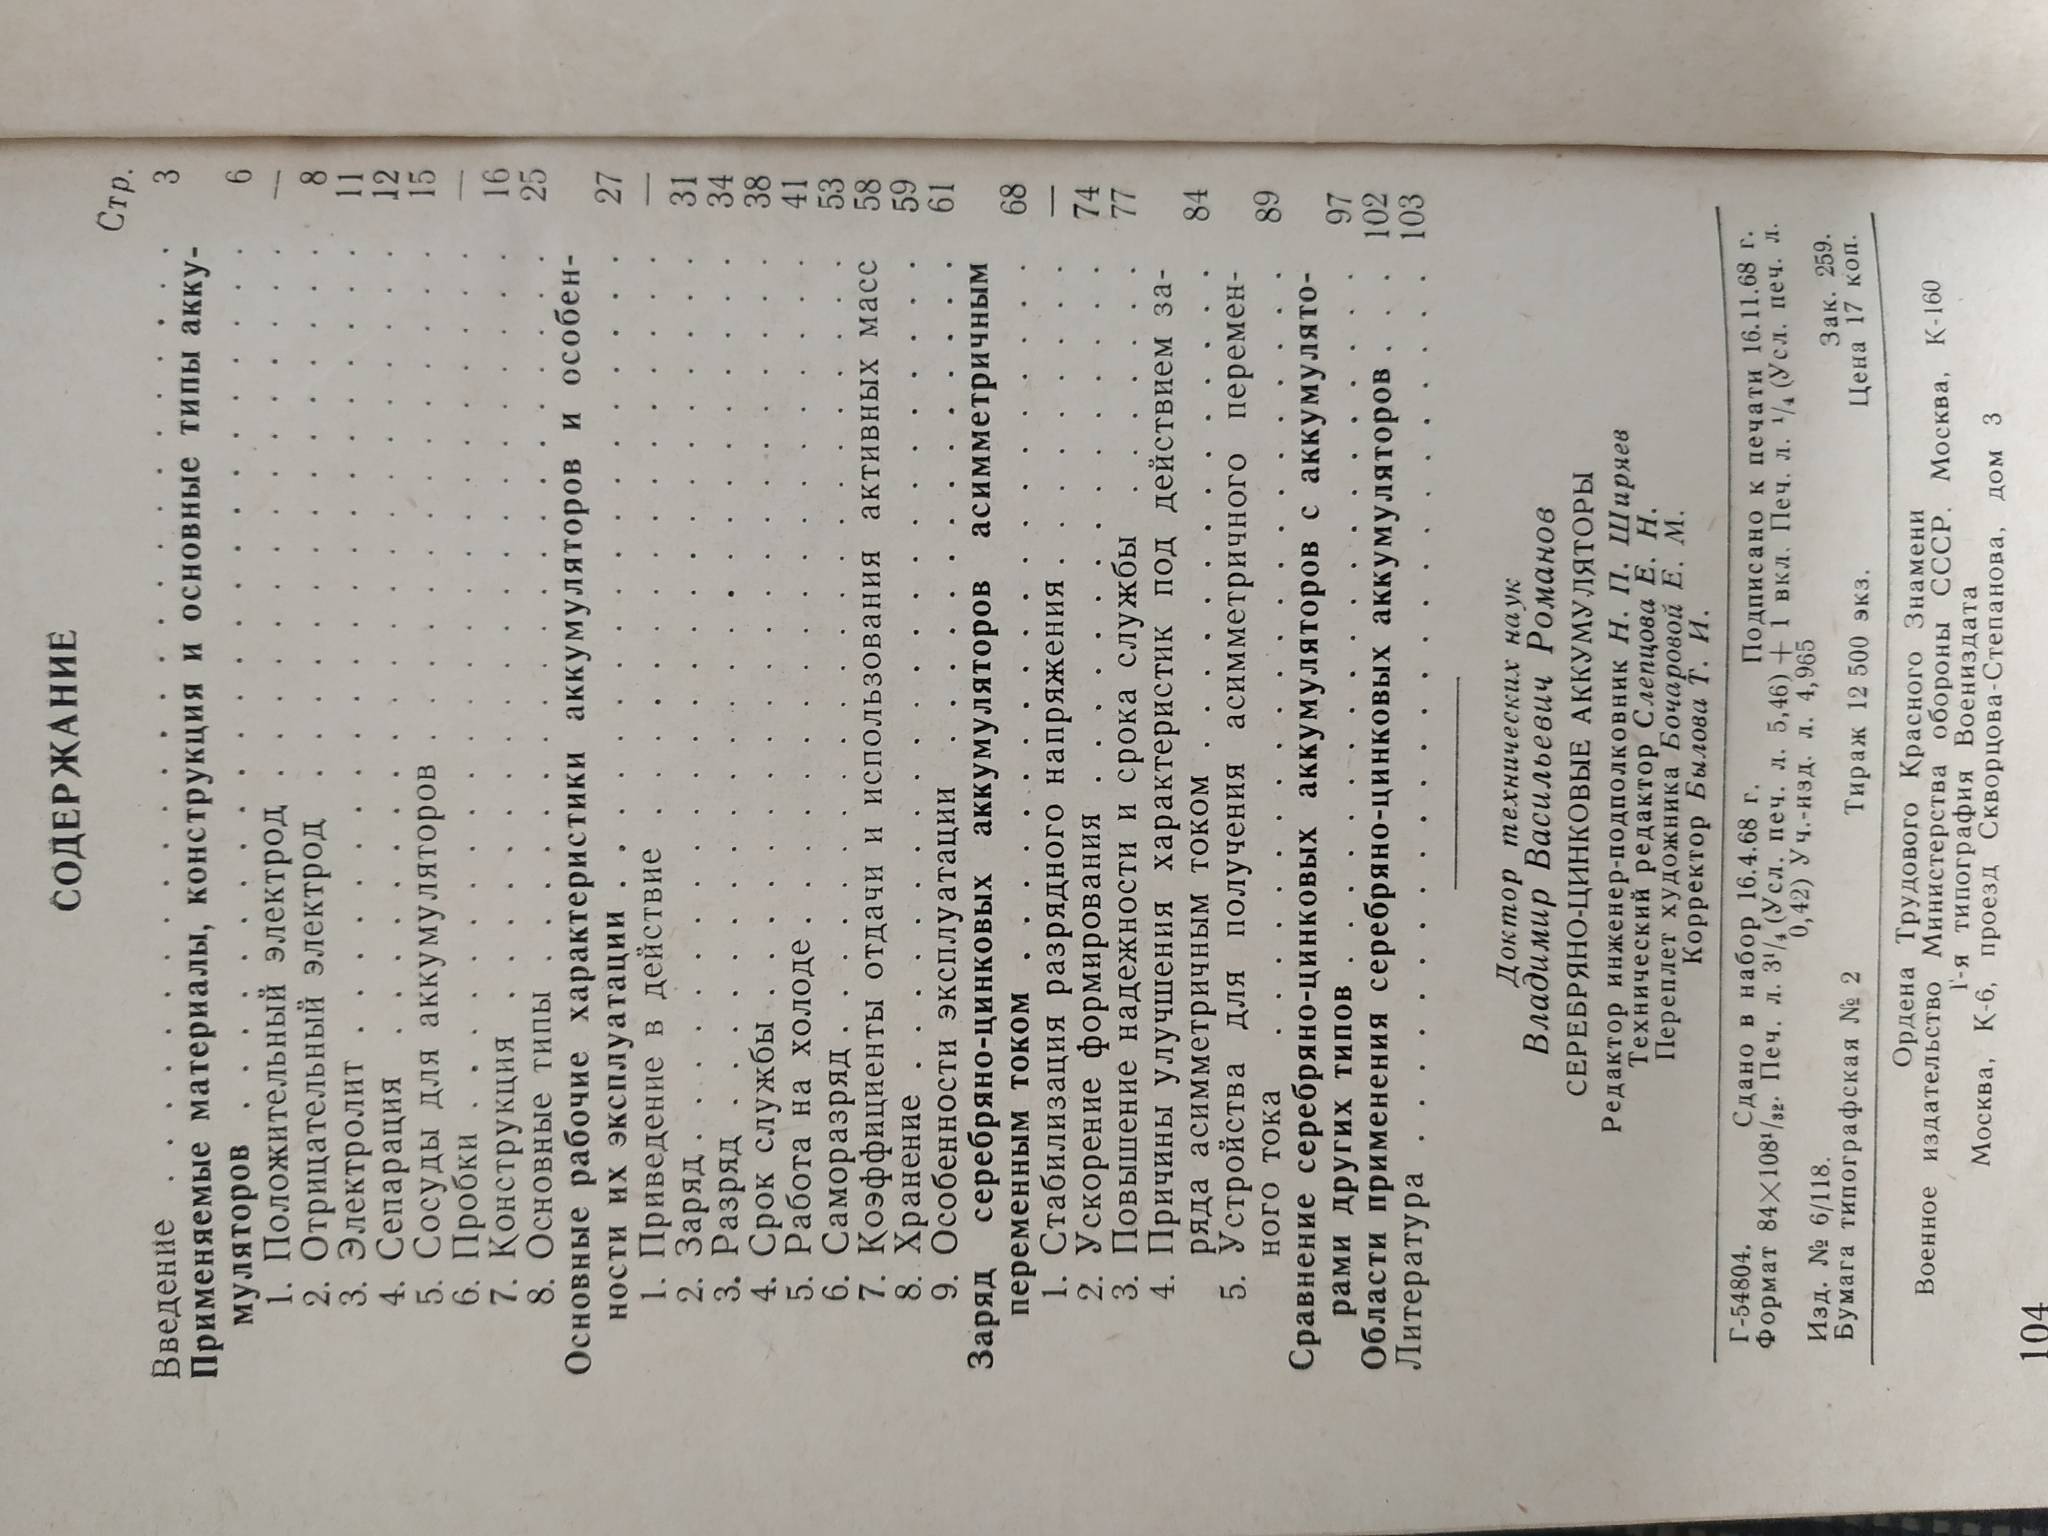 СОДЕРЖАНИЕ
Стр.
Введение . . . . . . . . . . . . . . . . . . 3
Применяемые материалы, конструкция и основные типы акку-
муляторов . . . . . . . . . . . . . . . . . . 6
1. Положительный электрод . . . . . . . . . . . —
2. Отрицательный электрод . . . . . . . . . . . 8
3. Электролит . . . . . . . . . . . . . . . . 11
4. Сепарация . . . . . . . . . . . . . . . . 12
5. Сосуды для аккумуляторов . . . . . . . . . . 15
6. Пробки . . . . . . . . . . . . . . . . . —
7. Конструкция . . . . . . . . . . . . . . . 16
8. Основные типы . . . . . . . . . . . . . . 25
Основные рабочие характеристики аккумуляторов и особен-
ности их эксплуатации . . . . . . . . . . . . . 27
1. Приведение в действие . . . . . . . . . . . —
2. Заряд . . . . . . . . . . . . . . . . . 31
3. Разряд . . . . . . . . . . . . . . . . . 34
4. Срок службы . . . . . . . . . . . . . . . 38
5. Работа на холоде . . . . . . . . . . . . . 41
6. Саморазряд . . . . . . . . . . . . . . . 53
7. Коэффициенты отдачи и использования активных масс 58
8. Хранение . . . . . . . . . . . . . . . . 59
9. Особенности эксплуатации . . . . . . . . . . 61
Заряд серебряно-цинковых аккумуляторов асимметричным
переменным током . . . . . . . . . . . . . . 68
1. Стабилизация разрядного напряжения . . . . . . —
2. Ускорение формирования . . . . . . . . . . 74
3. Повышение надежности и срока службы . . . . . 77
4. Причины улучшения характеристик под действием за-
ряда асимметричным током . . . . . . . . . . 84
5. Устройства для получения асимметричного перемен-
ного тока . . . . . . . . . . . . . . . . 89
Сравнение серебряно-цинковых аккумуляторов с аккумулято-
рами других типов . . . . . . . . . . . . . . 97
Области применения серебряно-цинковых аккумуляторов . . . 102
Литература . . . . . . . . . . . . . . . . . 103
Доктор технических наук
Владимир Васильевич Романов
СЕРЕБРЯНО-ЦИНКОВЫЕ АККУМУЛЯТОРЫ
Редактор инженер-подполковник Н. П. Ширяев
Технический редактор Слепцова Е. Н.
Переплет художника Бочаровой Е. М.
Корректор Былова Т. И.
Г-54804. Сдано в набор 16.4.68 г. Подписано к печати 16.11.68 г.
Формат 84×108¹/₃₂. Печ. л. 3¹/₄ (Усл. печ. л. 5,46) + 1 вкл. Печ. л. ¹/₄ (Усл. печ. л.
0,42) Уч.-изд. л. 4,965
Изд. № 6/118. Зак. 259.
Бумага типографская № 2 Тираж 12 500 экз. Цена 17 коп.
Ордена Трудового Красного Знамени
Военное издательство Министерства обороны СССР. Москва, К-160
1-я типография Воениздата
Москва, К-6, проезд Скворцова-Степанова, дом 3
104